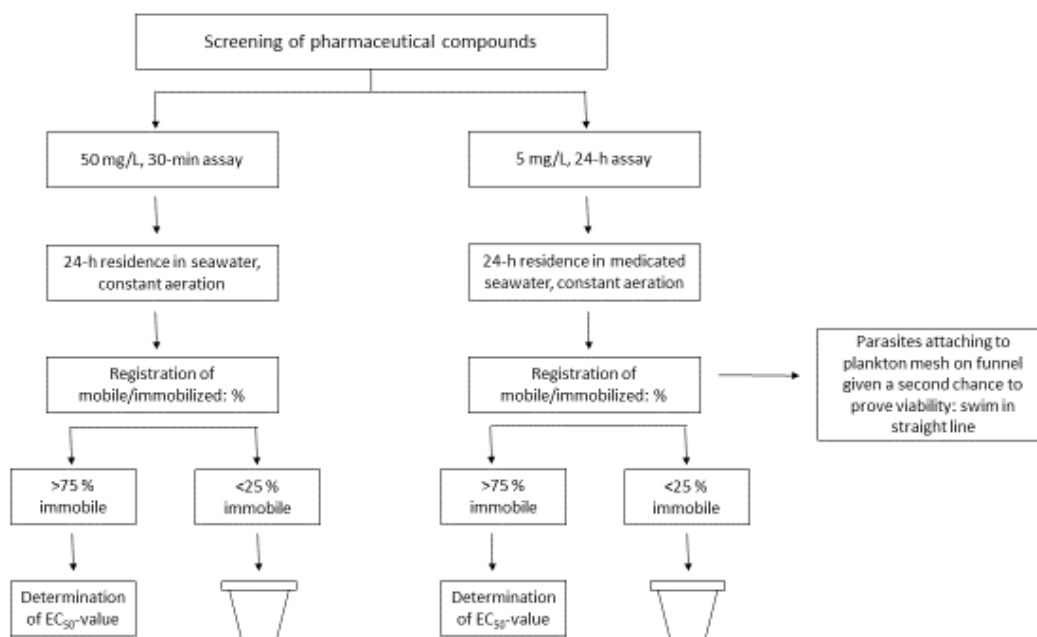 Screening of pharmaceutical compounds
50 mg/L, 30-min assay
5 mg/L, 24-h assay
24-h residence in seawater,
constant aeration
24-h residence in medicated
seawater, constant aeration
Registration of
mobile/immobilized: %
Registration of
mobile/immobilized: %
Parasites attaching to
plankton mesh on funnel
given a second chance to
prove viability: swim in
straight line
>75 %
immobile
<25 %
immobile
>75 %
immobile
<25 %
immobile
Determination
of EC₅₀-value
Determination
of EC₅₀-value